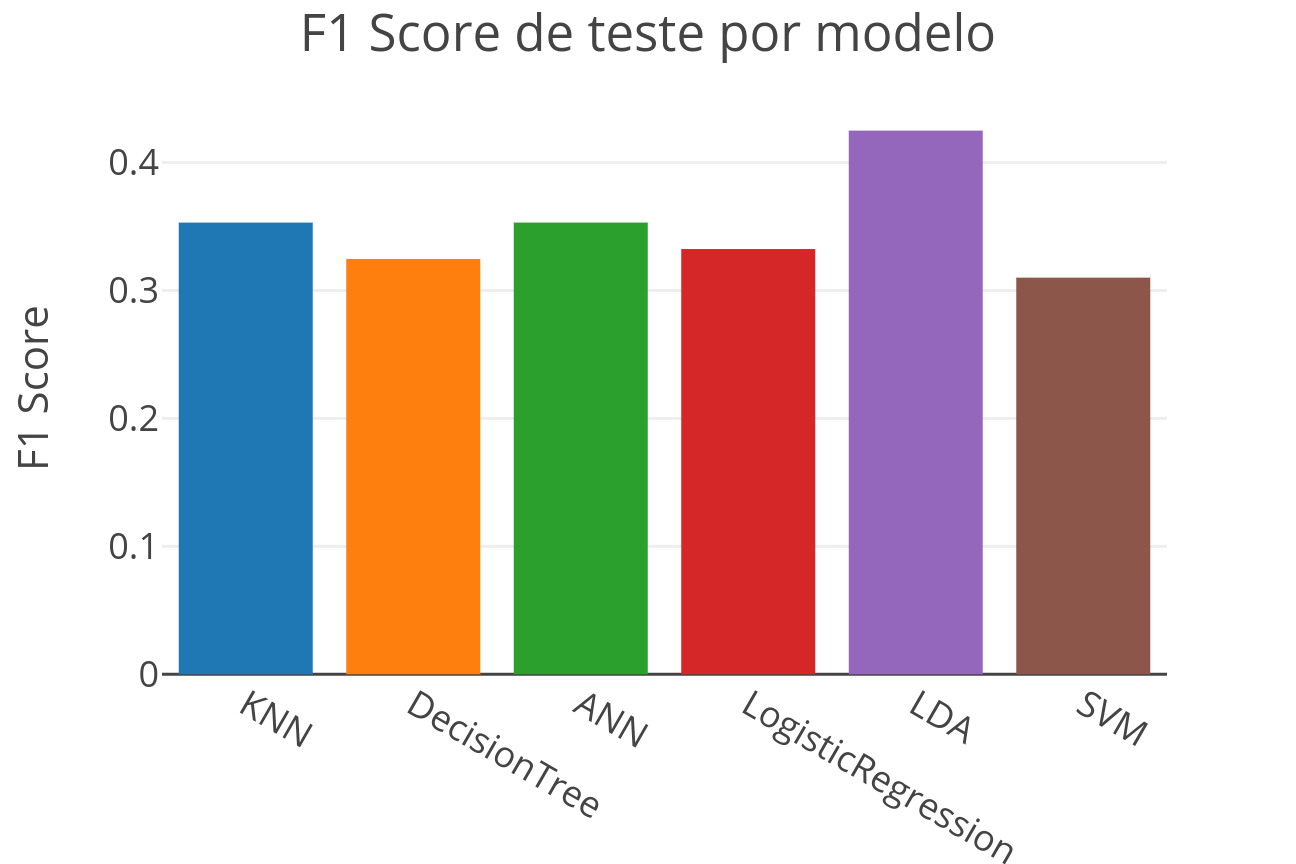 F1 Score de teste por modelo
F1 Score
0.4
0.3
0.2
0.1
0
KNN
DecisionTree
ANN
LogisticRegression
LDA
SVM